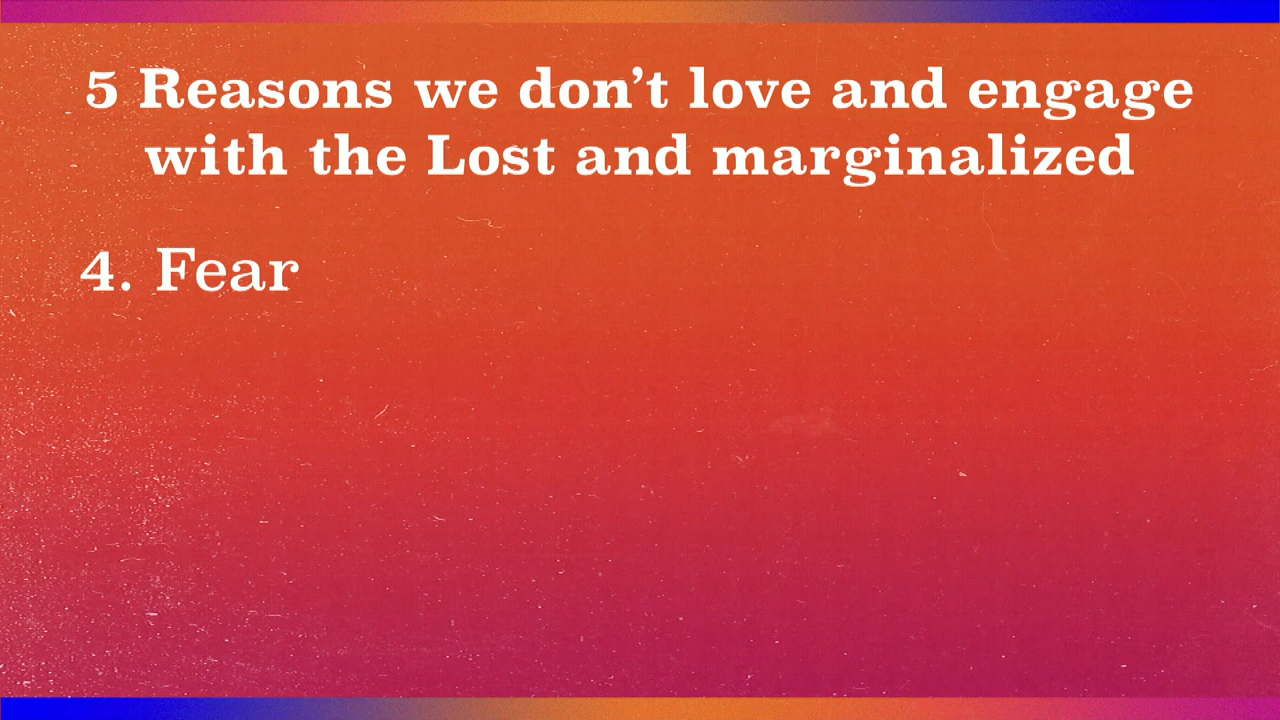 5 Reasons we don’t love and engage
with the Lost and marginalized
4. Fear